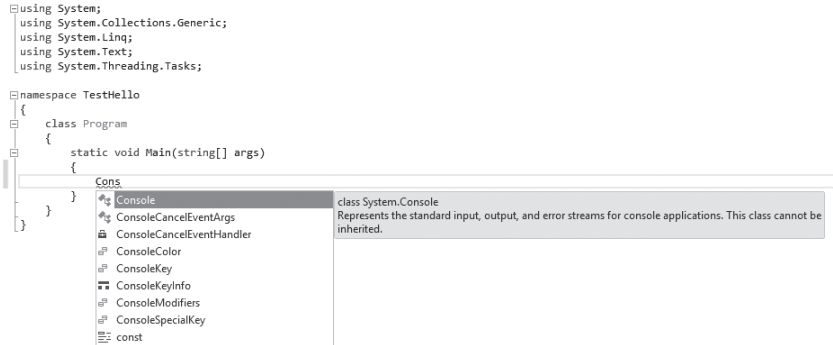 using System;
using System.Collections.Generic;
using System.Linq;
using System.Text;
using System.Threading.Tasks;
namespace TestHello
{
class Program
{
static void Main(string[] args)
{
Cons
}
}
}
Console
ConsoleCancelEventArgs
ConsoleCancelEventHandler
ConsoleColor
ConsoleKey
ConsoleKeyInfo
ConsoleModifiers
ConsoleSpecialKey
const
class System.Console
Represents the standard input, output, and error streams for console applications. This class cannot be
inherited.